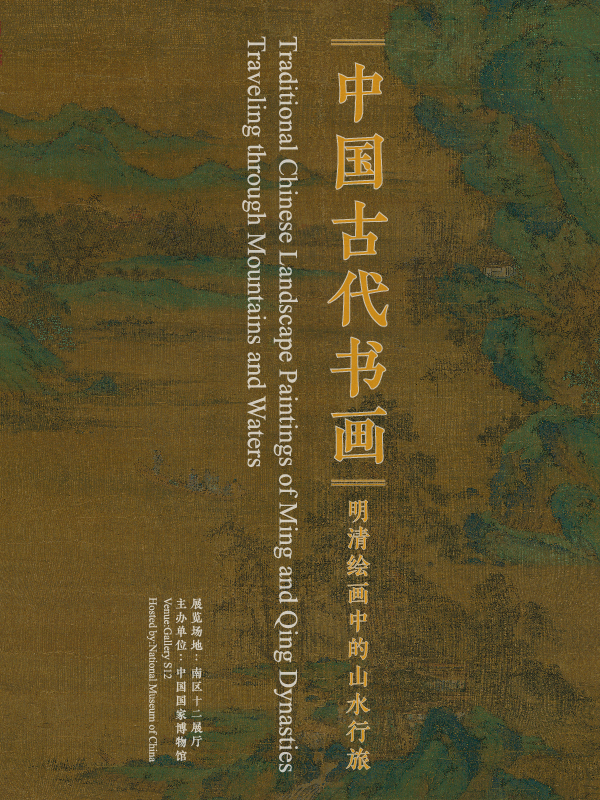 中国古代书画
明清绘画中的山水行旅
Traditional Chinese Landscape Paintings of Ming and Qing Dynasties
Traveling through Mountains and Waters
展览场地：南区十二展厅
主办单位：中国国家博物馆
Venue:Gallery S12
Hosted by:National Museum of China